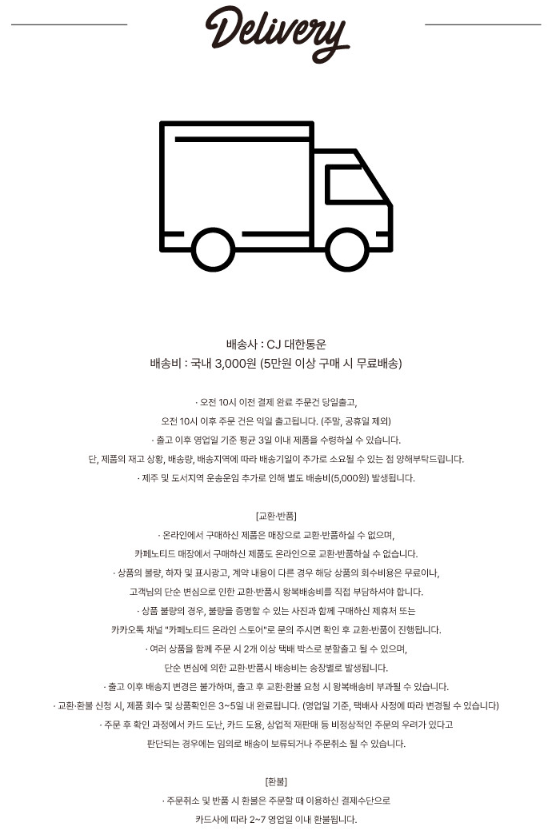 Delivery
배송사 : CJ 대한통운
배송비 : 국내 3,000원 (5만원 이상 구매 시 무료배송)
· 오전 10시 이전 결제 완료 주문건 당일출고,
오전 10시 이후 주문 건은 익일 출고됩니다. (주말, 공휴일 제외)
· 출고 이후 영업일 기준 평균 3일 이내 제품을 수령하실 수 있습니다.
단, 제품의 재고 상황, 배송량, 배송지역에 따라 배송기일이 추가로 소요될 수 있는 점 양해부탁드립니다.
· 제주 및 도서지역 운송운임 추가로 인해 별도 배송비(5,000원) 발생됩니다.
[교환·반품]
· 온라인에서 구매하신 제품은 매장으로 교환·반품하실 수 없으며,
카페노티드 매장에서 구매하신 제품도 온라인으로 교환·반품하실 수 없습니다.
· 상품의 불량, 하자 및 표시광고, 계약 내용이 다른 경우 해당 상품의 회수비용은 무료이나,
고객님의 단순 변심으로 인한 교환·반품시 왕복배송비를 직접 부담하셔야 합니다.
· 상품 불량의 경우, 불량을 증명할 수 있는 사진과 함께 구매하신 제휴처 또는
카카오톡 채널 "카페노티드 온라인 스토어"로 문의 주시면 확인 후 교환·반품이 진행됩니다.
· 여러 상품을 함께 주문 시 2개 이상 택배 박스로 분할출고 될 수 있으며,
단순 변심에 의한 교환·반품시 배송비는 송장별로 발생됩니다.
· 출고 이후 배송지 변경은 불가하며, 출고 후 교환·환불 요청 시 왕복배송비 부과될 수 있습니다.
· 교환·환불 신청 시, 제품 회수 및 상품확인은 3~5일 내 완료됩니다. (영업일 기준, 택배사 사정에 따라 변경될 수 있습니다)
· 주문 후 확인 과정에서 카드 도난, 카드 도용, 상업적 재판매 등 비정상적인 주문의 우려가 있다고
판단되는 경우에는 임의로 배송이 보류되거나 주문취소 될 수 있습니다.
[환불]
· 주문취소 및 반품 시 환불은 주문할 때 이용하신 결제수단으로
카드사에 따라 2~7 영업일 이내 환불됩니다.